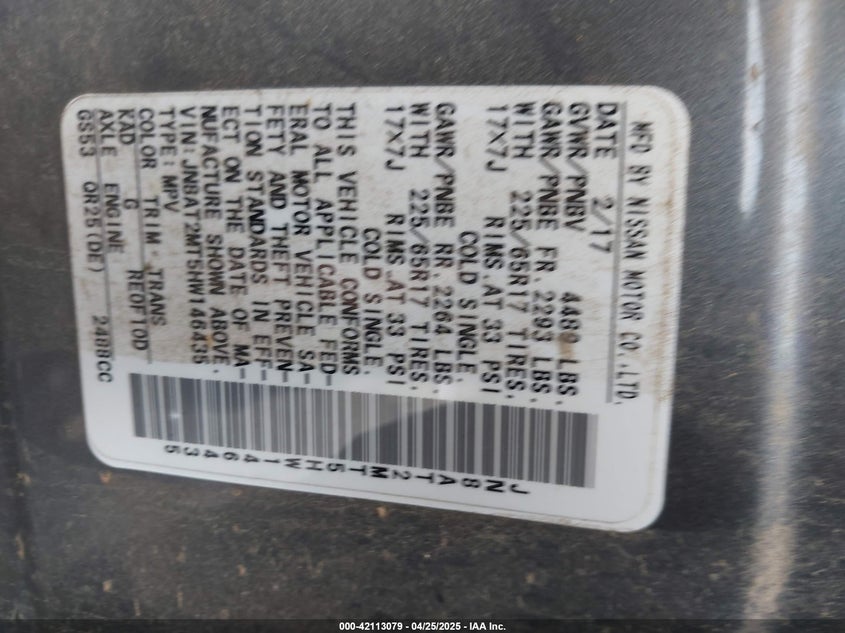 MFD BY NISSAN MOTOR CO.,LTD.
DATE 2/17
GVWR/PNBV 4480 LBS.
GAWR/PNBE FR. 2293 LBS.
WITH 225/65R17 TIRES,
17X7J RIMS.AT 33 PSI
COLD SINGLE.
GAWR/PNBE RR. 2264 LBS.
WITH 225/65R17 TIRES,
17X7J RIMS.AT 33 PSI
COLD SINGLE.
THIS VEHICLE CONFORMS
TO ALL APPLICABLE FED-
ERAL MOTOR VEHICLE SA-
FETY AND THEFT PREVEN-
TION STANDARDS IN EFF-
ECT ON THE DATE OF MA-
NUFACTURE SHOWN ABOVE.
VIN:JN8AT2MT5HW146435
TYPE:MPV
COLOR TRIM TRANS
KAD G RE0F10D
AXLE ENGINE
GS53 QR25(DE) 2488CC
JN8AT2MT5HW146435
000-42113079 - 04/25/2025 - IAA Inc.